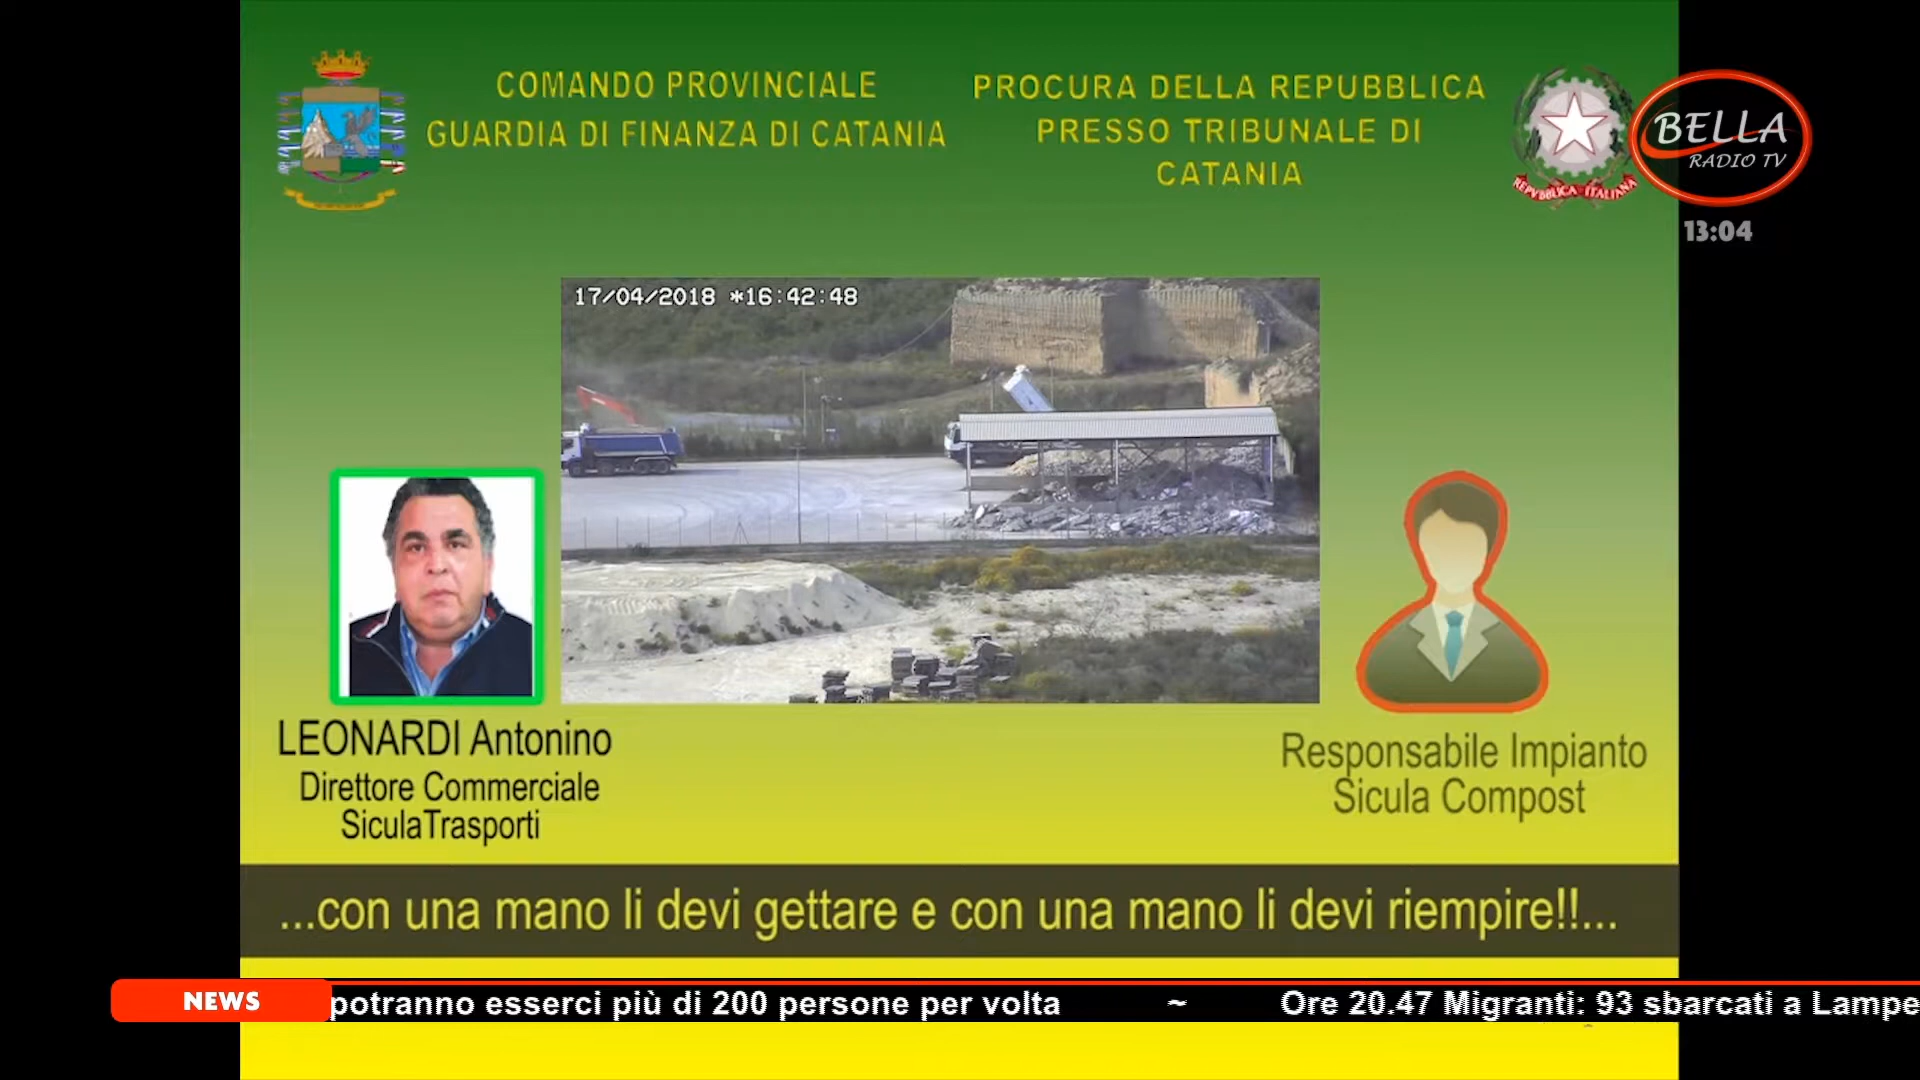 COMANDO PROVINCIALE
GUARDIA DI FINANZA DI CATANIA
PROCURA DELLA REPUBBLICA
PRESSO TRIBUNALE DI
CATANIA
REPVBBLICA ITALIANA
BELLA
RADIO TV
13:04
17/04/2018 *16:42:48
LEONARDI Antonino
Direttore Commerciale
SiculaTrasporti
Responsabile Impianto
Sicula Compost
...con una mano li devi gettare e con una mano li devi riempire!!...
NEWS
potranno esserci più di 200 persone per volta ~ Ore 20.47 Migranti: 93 sbarcati a Lampe